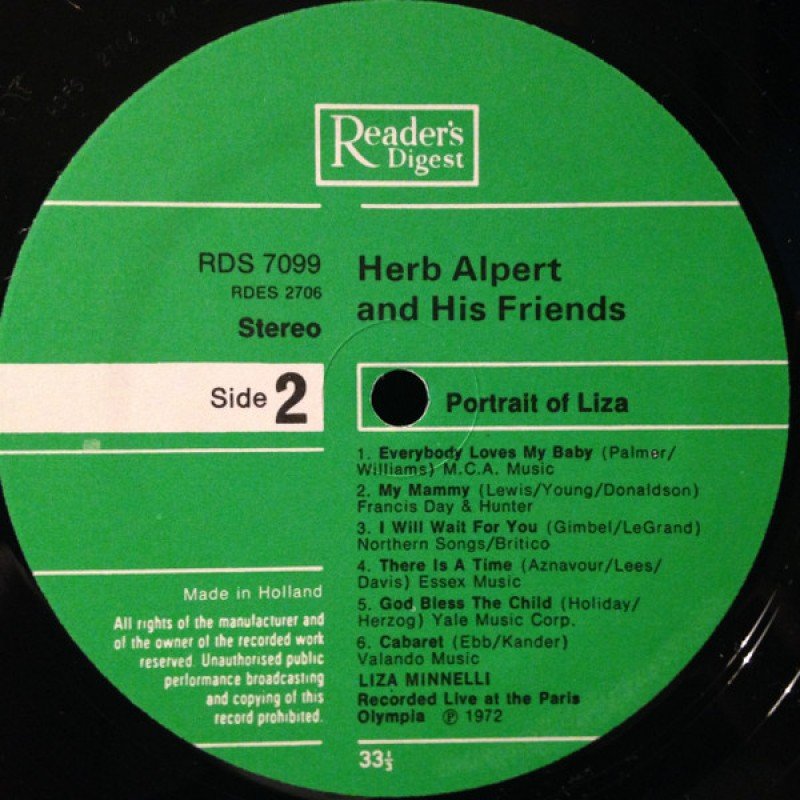 Reader's
Digest
RDS 7099
RDES 2706
Stereo
Herb Alpert
and His Friends
Side 2
Portrait of Liza
1. Everybody Loves My Baby (Palmer/
Williams) M.C.A. Music
2. My Mammy (Lewis/Young/Donaldson)
Francis Day & Hunter
3. I Will Wait For You (Gimbel/LeGrand)
Northern Songs/Britico
4. There Is A Time (Aznavour/Lees/
Davis) Essex Music
5. God Bless The Child (Holiday/
Herzog) Yale Music Corp.
6. Cabaret (Ebb/Kander)
Valando Music
LIZA MINNELLI
Recorded Live at the Paris
Olympia Ⓟ 1972
Made in Holland
All rights of the manufacturer and
of the owner of the recorded work
reserved. Unauthorised public
performance broadcasting
and copying of this
record prohibited.
33⅓